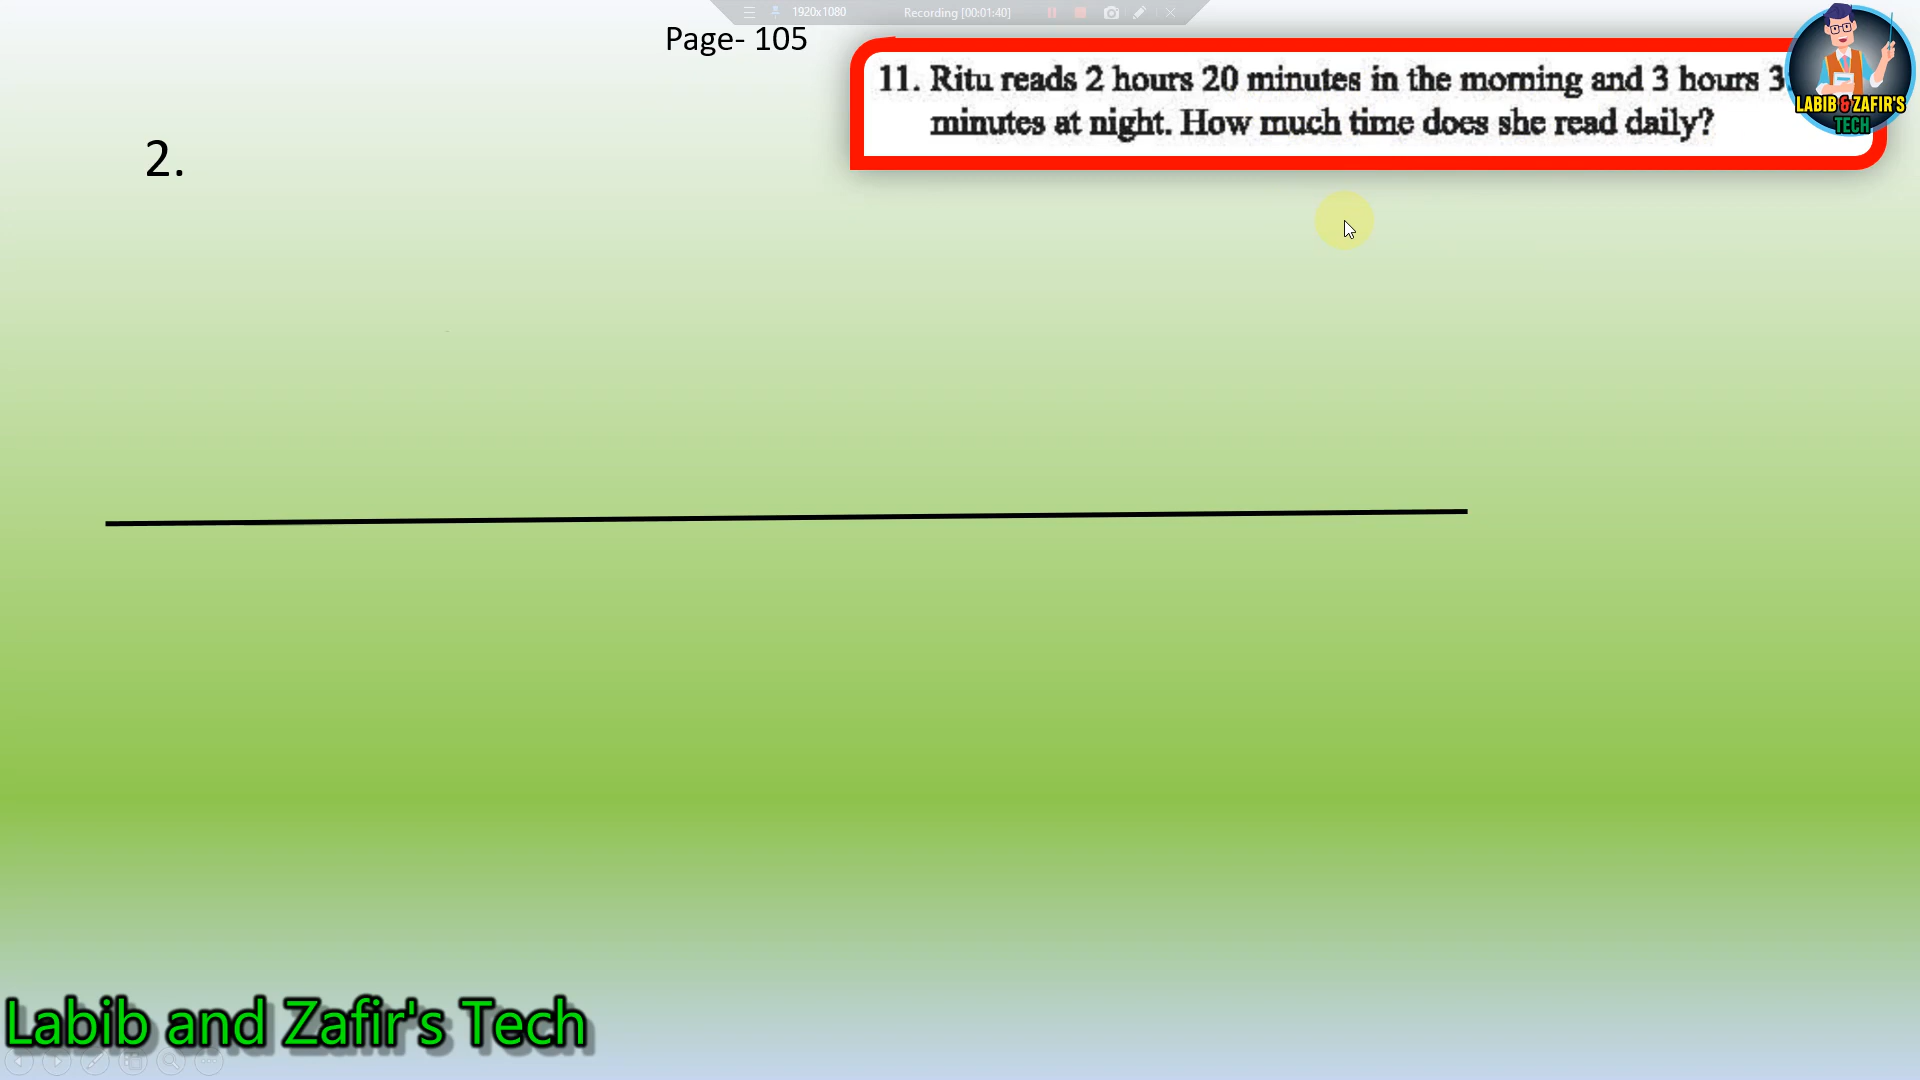 1920x1080
Recording [00:01:40]
Page- 105
11. Ritu reads 2 hours 20 minutes in the morning and 3 hours
minutes at night. How much time does she read daily?
LABIB & ZAFIR'S
TECH
2.
Labib and Zafir's Tech